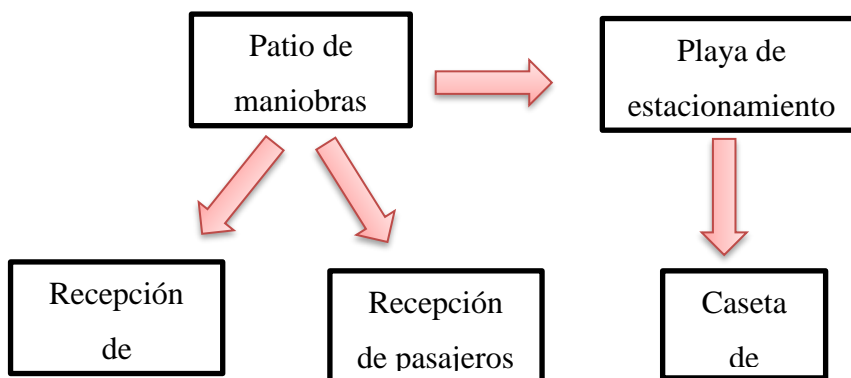 Patio de
maniobras
Playa de
estacionamiento
Recepción
de
Recepción
de pasajeros
Caseta
de